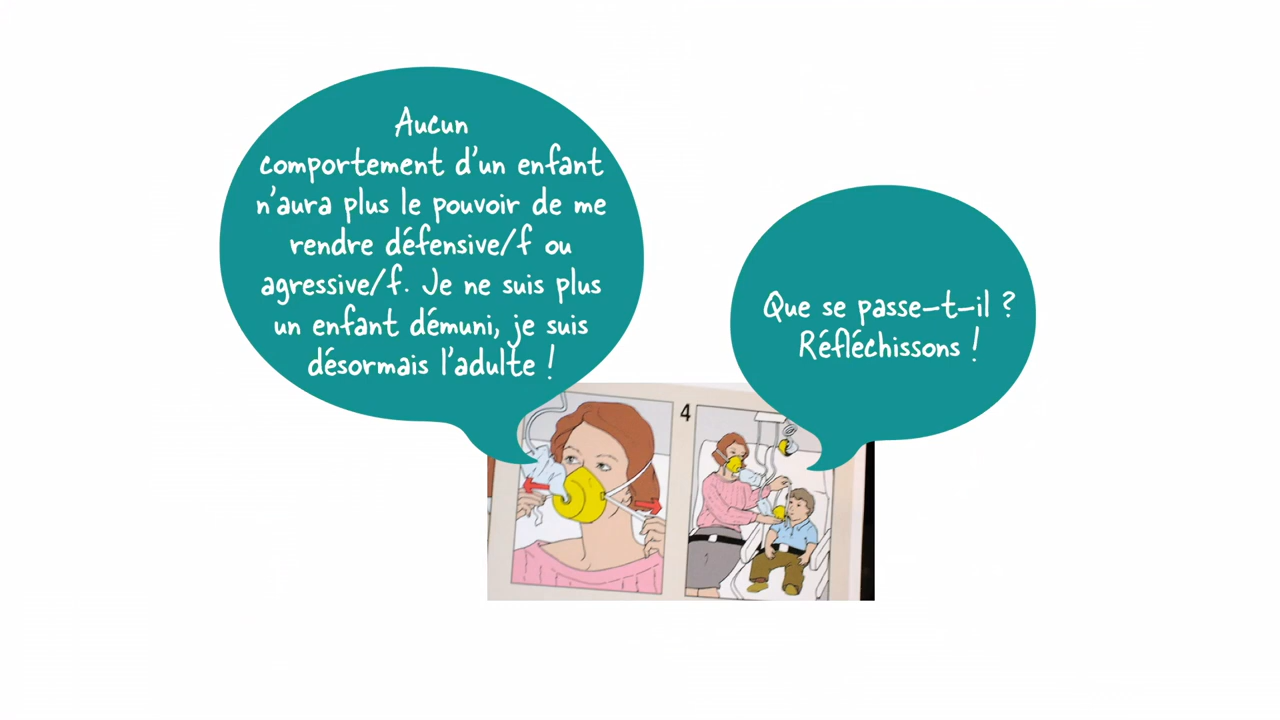 Aucun
comportement d'un enfant
n'aura plus le pouvoir de me
rendre défensive/f ou
agressive/f. Je ne suis plus
un enfant démuni, je suis
désormais l'adulte !
Que se passe-t-il ?
Réfléchissons !
4